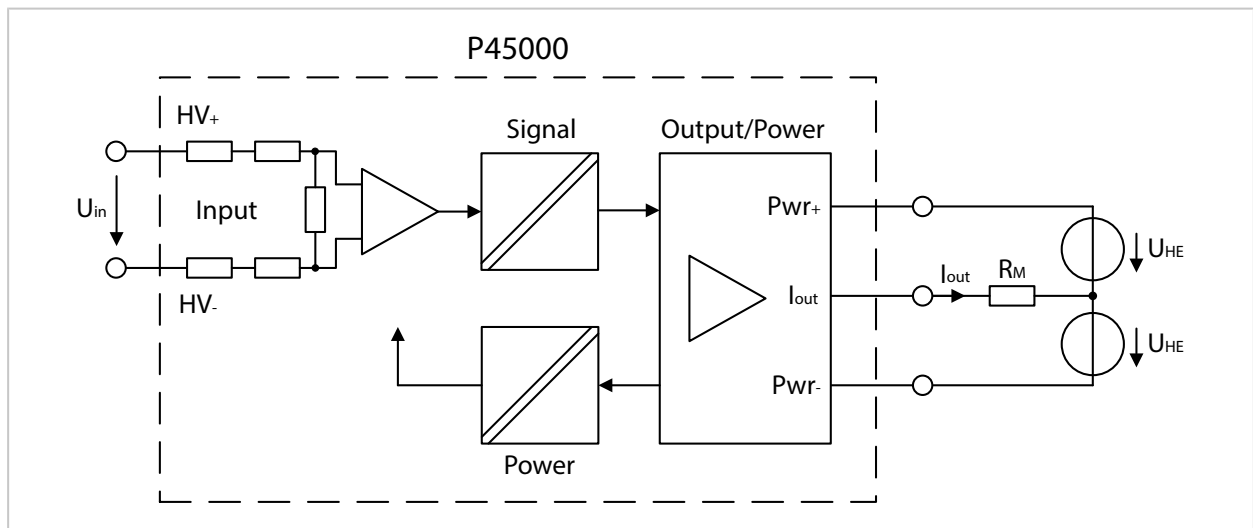 P45000
HV+
Signal
Output/Power
Uin
Input
Pwr+
UHE
Iout
Iout
RM
HV-
UHE
Pwr-
Power